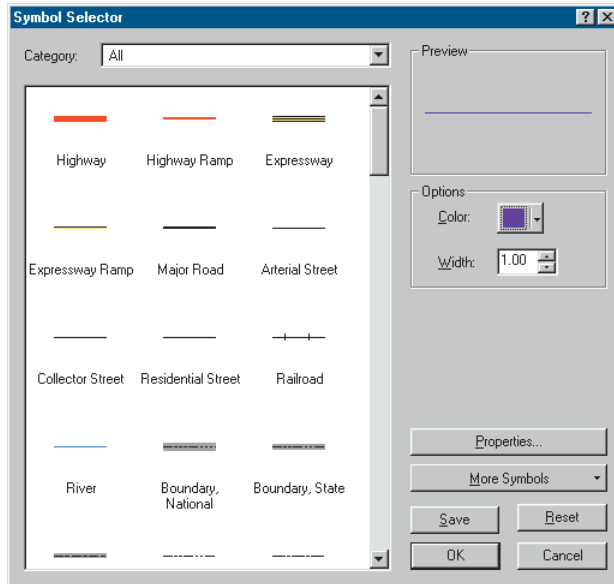 Symbol Selector
Category: All
Highway Highway Ramp Expressway
Expressway Ramp Major Road Arterial Street
Collector Street Residential Street Railroad
River Boundary, National Boundary, State
Preview
Options
Color:
Width: 1.00
Properties...
More Symbols
Save Reset
OK Cancel